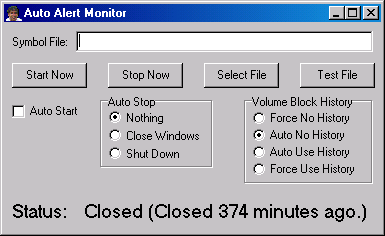 Auto Alert Monitor
Symbol File:
Start Now Stop Now Select File Test File
Auto Start
Auto Stop
Nothing
Close Windows
Shut Down
Volume Block History
Force No History
Auto No History
Auto Use History
Force Use History
Status: Closed (Closed 374 minutes ago.)